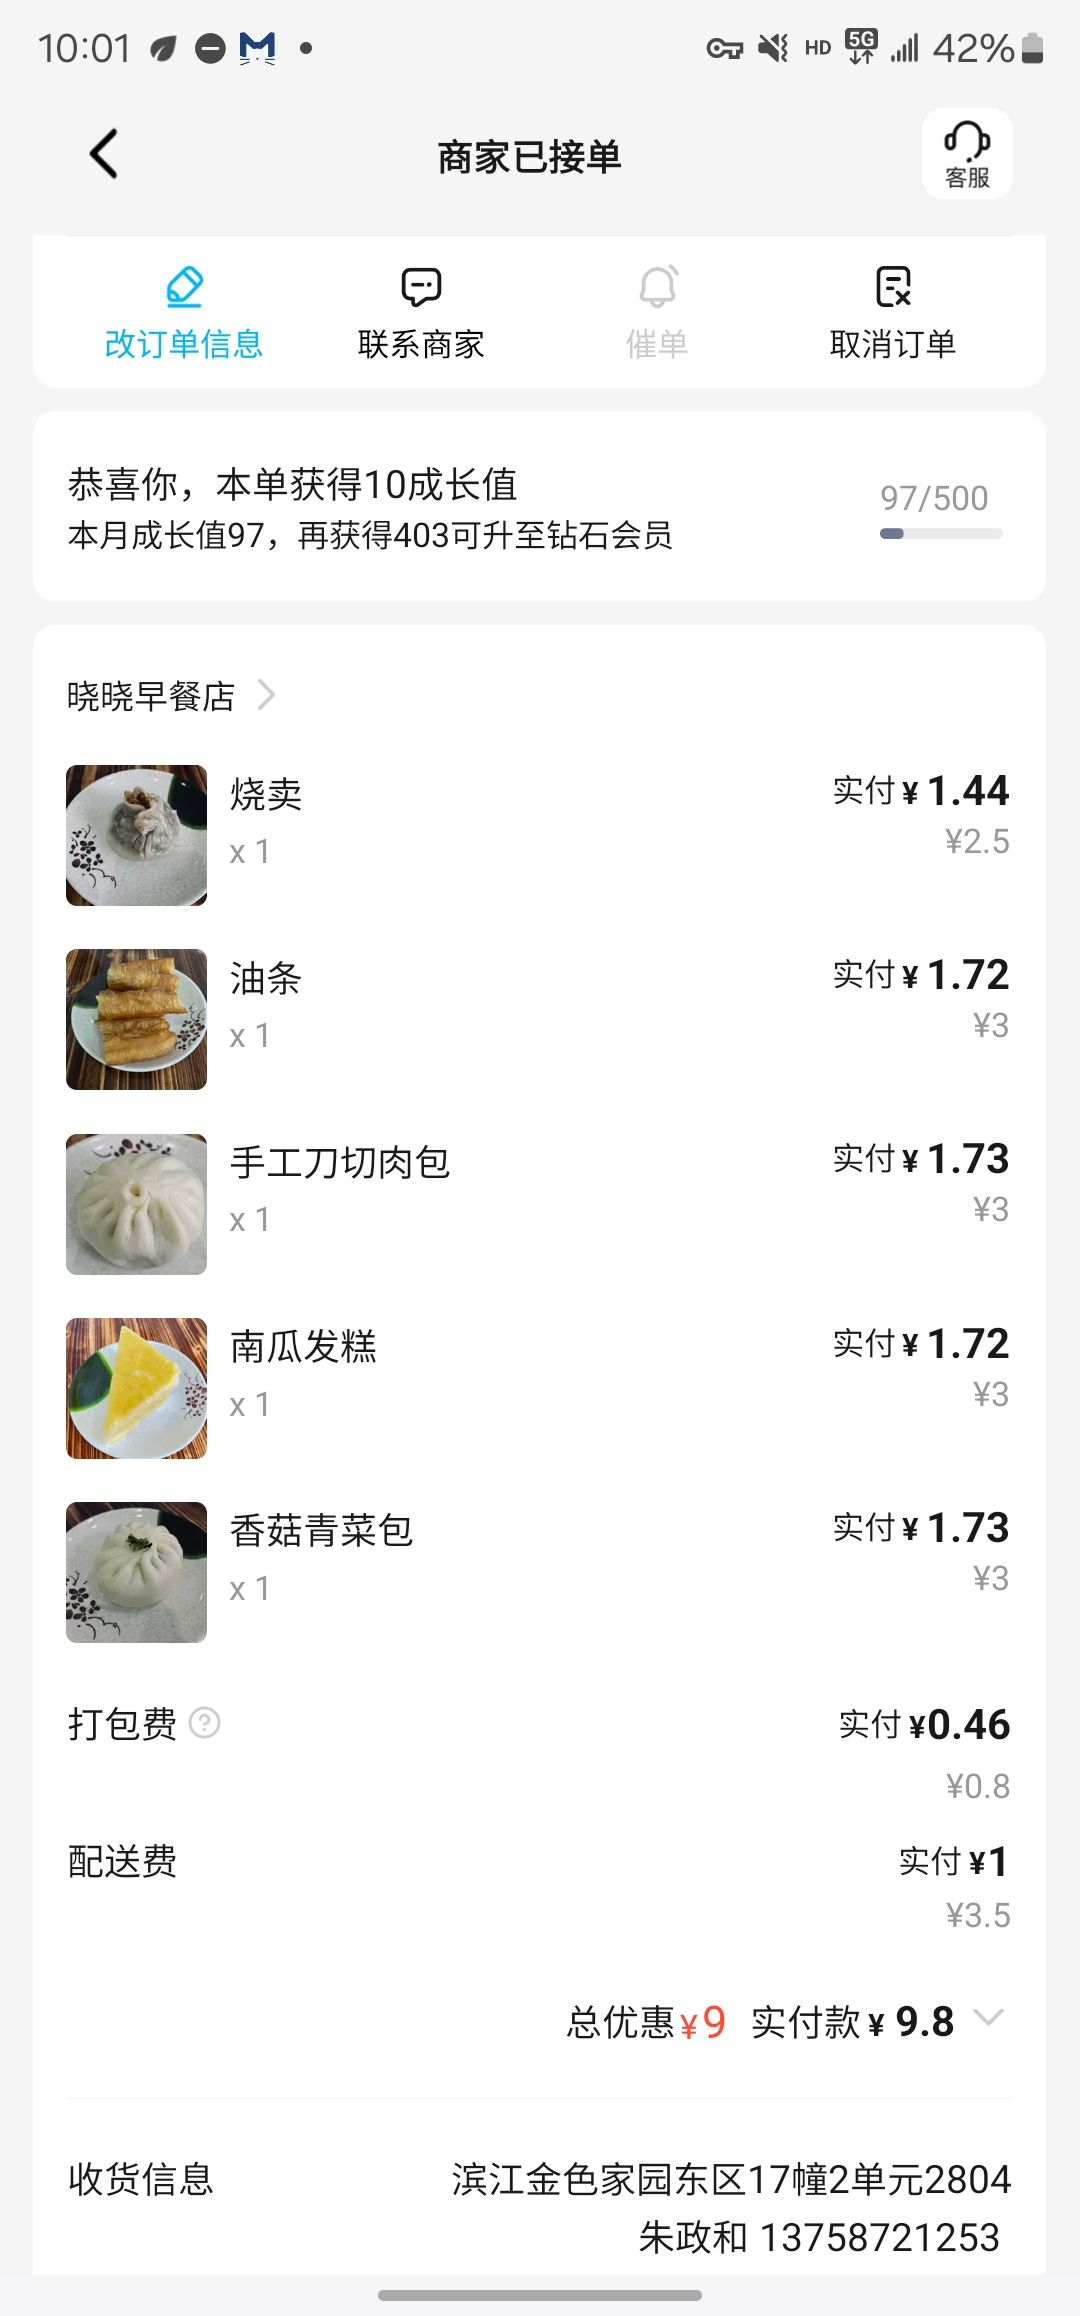 10:01 HD 5G 42%
商家已接单
客服
改订单信息 联系商家 催单 取消订单
恭喜你，本单获得10成长值
97/500
本月成长值97，再获得403可升至钻石会员
晓晓早餐店
烧卖 实付¥1.44
x 1 ¥2.5
油条 实付¥1.72
x 1 ¥3
手工刀切肉包 实付¥1.73
x 1 ¥3
南瓜发糕 实付¥1.72
x 1 ¥3
香菇青菜包 实付¥1.73
x 1 ¥3
打包费 ? 实付¥0.46
¥0.8
配送费 实付¥1
¥3.5
总优惠¥9 实付款¥9.8
收货信息 滨江金色家园东区17幢2单元2804
朱政和 13758721253